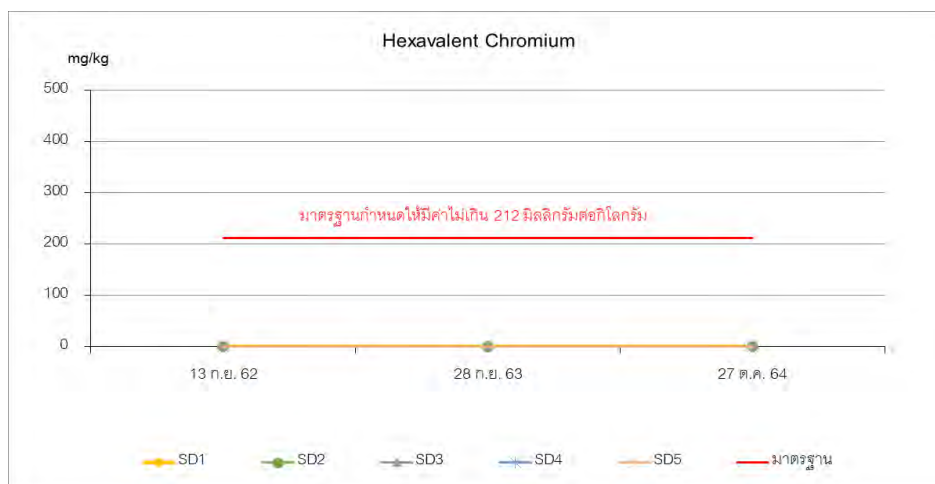 Hexavalent Chromium
mg/kg
500
400
300
มาตรฐานกำหนดให้มีค่าไม่เกิน 212 มิลลิกรัมต่อกิโลกรัม
200
100
0
13 ก.ย. 62 28 ก.ย. 63 27 ต.ค. 64
SD1 SD2 SD3 SD4 SD5 มาตรฐาน